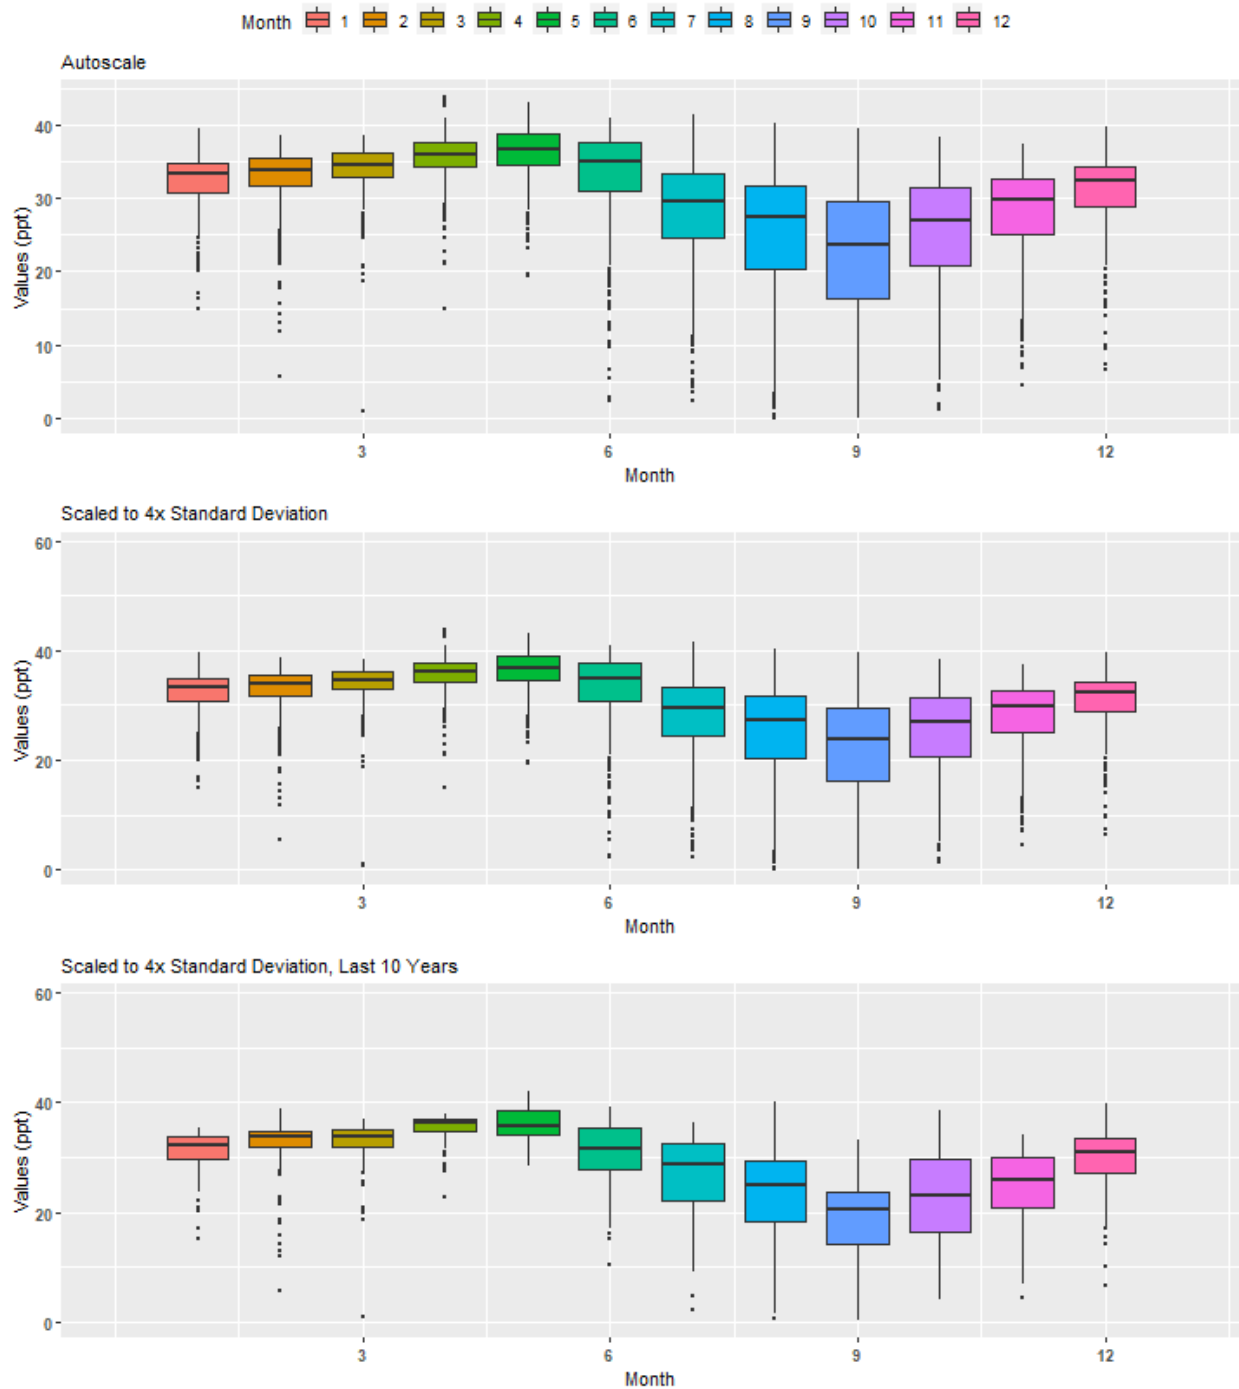 Month 1 2 3 4 5 6 7 8 9 10 11 12
Autoscale
Values (ppt)
40
30
20
10
0
3 6 9 12
Month
Scaled to 4x Standard Deviation
Values (ppt)
60
40
20
0
3 6 9 12
Month
Scaled to 4x Standard Deviation, Last 10 Years
Values (ppt)
60
40
20
0
3 6 9 12
Month